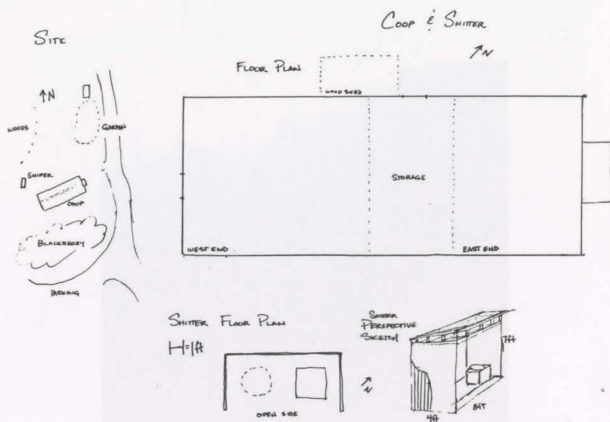 COOP & SHITTER
N
SITE
N
WOODS
GARDEN
SHITTER
COOP
BLACKBERRY
PARKING
FLOOR PLAN
WOOD SHED
STORAGE
WEST END
EAST END
SHITTER FLOOR PLAN
H=1ft
OPEN SIDE
N
SHITTER
PERSPECTIVE
SKETCH
7ft
4ft
8ft